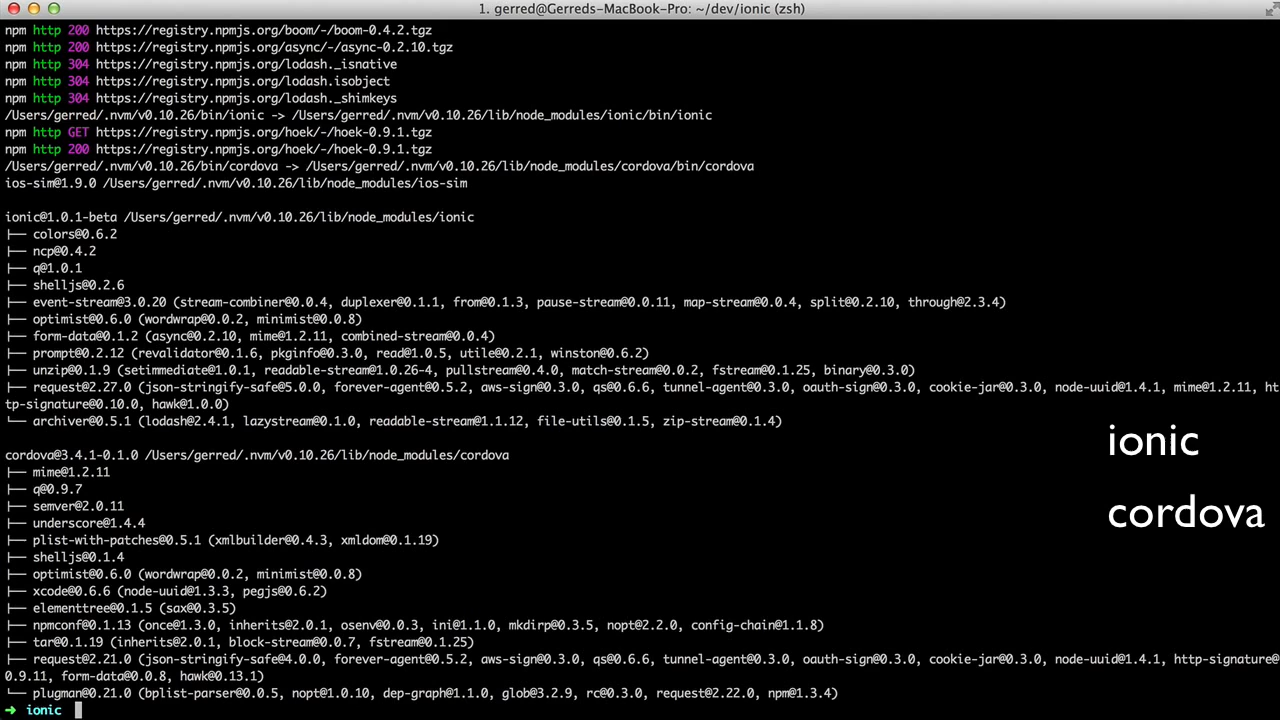 1. gerred@Gerreds-MacBook-Pro: ~/dev/ionic (zsh)
npm http 200 https://registry.npmjs.org/boom/-/boom-0.4.2.tgz
npm http 200 https://registry.npmjs.org/async/-/async-0.2.10.tgz
npm http 304 https://registry.npmjs.org/lodash._isnative
npm http 304 https://registry.npmjs.org/lodash.isobject
npm http 304 https://registry.npmjs.org/lodash._shimkeys
/Users/gerred/.nvm/v0.10.26/bin/ionic -> /Users/gerred/.nvm/v0.10.26/lib/node_modules/ionic/bin/ionic
npm http GET https://registry.npmjs.org/hoek/-/hoek-0.9.1.tgz
npm http 200 https://registry.npmjs.org/hoek/-/hoek-0.9.1.tgz
/Users/gerred/.nvm/v0.10.26/bin/cordova -> /Users/gerred/.nvm/v0.10.26/lib/node_modules/cordova/bin/cordova
ios-sim@1.9.0 /Users/gerred/.nvm/v0.10.26/lib/node_modules/ios-sim
ionic@1.0.1-beta /Users/gerred/.nvm/v0.10.26/lib/node_modules/ionic
├── colors@0.6.2
├── ncp@0.4.2
├── q@1.0.1
├── shelljs@0.2.6
├── event-stream@3.0.20 (stream-combiner@0.0.4, duplexer@0.1.1, from@0.1.3, pause-stream@0.0.11, map-stream@0.0.4, split@0.2.10, through@2.3.4)
├── optimist@0.6.0 (wordwrap@0.0.2, minimist@0.0.8)
├── form-data@0.1.2 (async@0.2.10, mime@1.2.11, combined-stream@0.0.4)
├── prompt@0.2.12 (revalidator@0.1.6, pkginfo@0.3.0, read@1.0.5, utile@0.2.1, winston@0.6.2)
├── unzip@0.1.9 (setimmediate@1.0.1, readable-stream@1.0.26-4, pullstream@0.4.0, match-stream@0.0.2, fstream@0.1.25, binary@0.3.0)
├── request@2.27.0 (json-stringify-safe@5.0.0, forever-agent@0.5.2, aws-sign@0.3.0, qs@0.6.6, tunnel-agent@0.3.0, oauth-sign@0.3.0, cookie-jar@0.3.0, node-uuid@1.4.1, mime@1.2.11, ht
tp-signature@0.10.0, hawk@1.0.0)
└── archiver@0.5.1 (lodash@2.4.1, lazystream@0.1.0, readable-stream@1.1.12, file-utils@0.1.5, zip-stream@0.1.4)
ionic
cordova@3.4.1-0.1.0 /Users/gerred/.nvm/v0.10.26/lib/node_modules/cordova
├── mime@1.2.11
├── q@0.9.7
├── semver@2.0.11
cordova
├── underscore@1.4.4
├── plist-with-patches@0.5.1 (xmlbuilder@0.4.3, xmldom@0.1.19)
├── shelljs@0.1.4
├── optimist@0.6.0 (wordwrap@0.0.2, minimist@0.0.8)
├── xcode@0.6.6 (node-uuid@1.3.3, pegjs@0.6.2)
├── elementtree@0.1.5 (sax@0.3.5)
├── npmconf@0.1.13 (once@1.3.0, inherits@2.0.1, osenv@0.0.3, ini@1.1.0, mkdirp@0.3.5, nopt@2.2.0, config-chain@1.1.8)
├── tar@0.1.19 (inherits@2.0.1, block-stream@0.0.7, fstream@0.1.25)
├── request@2.21.0 (json-stringify-safe@4.0.0, forever-agent@0.5.2, aws-sign@0.3.0, qs@0.6.6, tunnel-agent@0.3.0, oauth-sign@0.3.0, cookie-jar@0.3.0, node-uuid@1.4.1, http-signature@
0.9.11, form-data@0.0.8, hawk@0.13.1)
└── plugman@0.21.0 (bplist-parser@0.0.5, nopt@1.0.10, dep-graph@1.1.0, glob@3.2.9, rc@0.3.0, request@2.22.0, npm@1.3.4)
➜ ionic